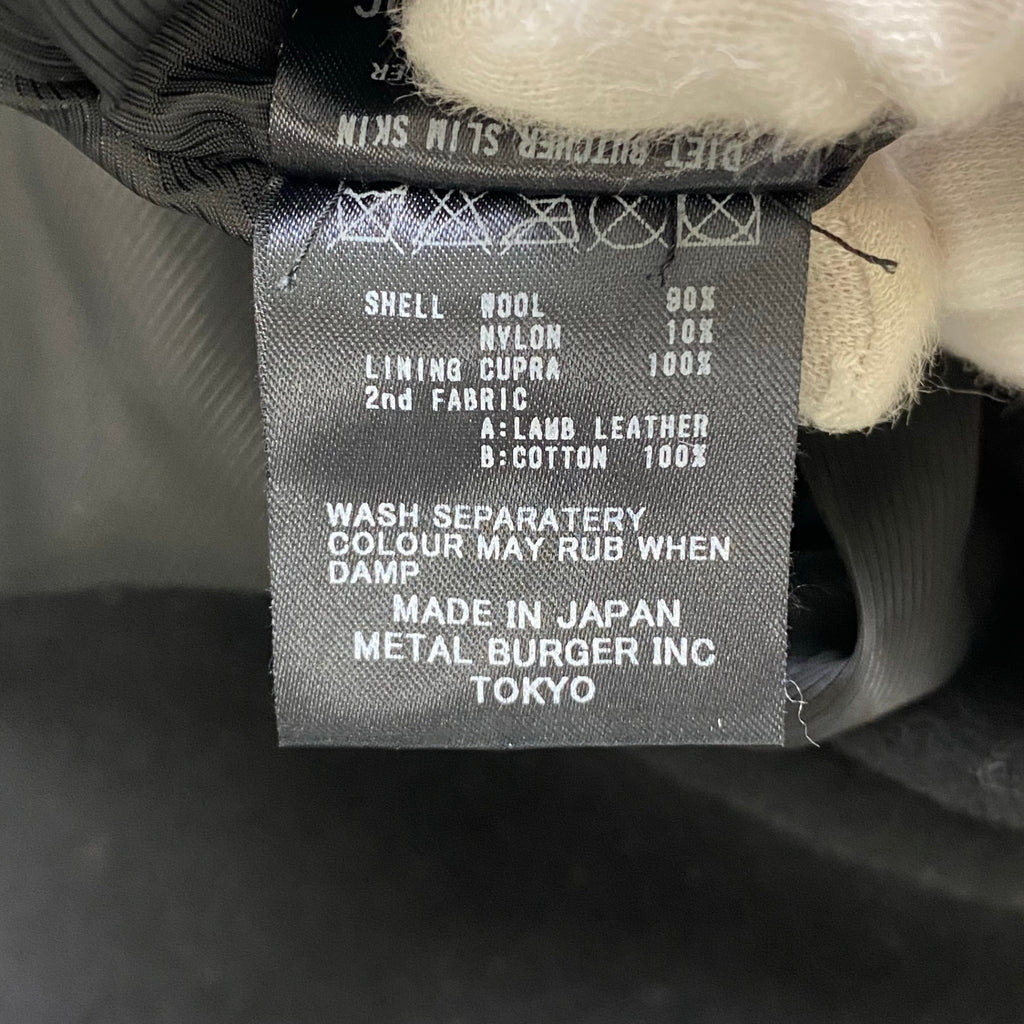 DIET BUTCHER SLIM SKIN
SHELL WOOL 90%
NYLON 10%
LINING CUPRA 100%
2nd FABRIC
A:LAMB LEATHER
B:COTTON 100%
WASH SEPARATERY
COLOUR MAY RUB WHEN
DAMP
MADE IN JAPAN
METAL BURGER INC
TOKYO